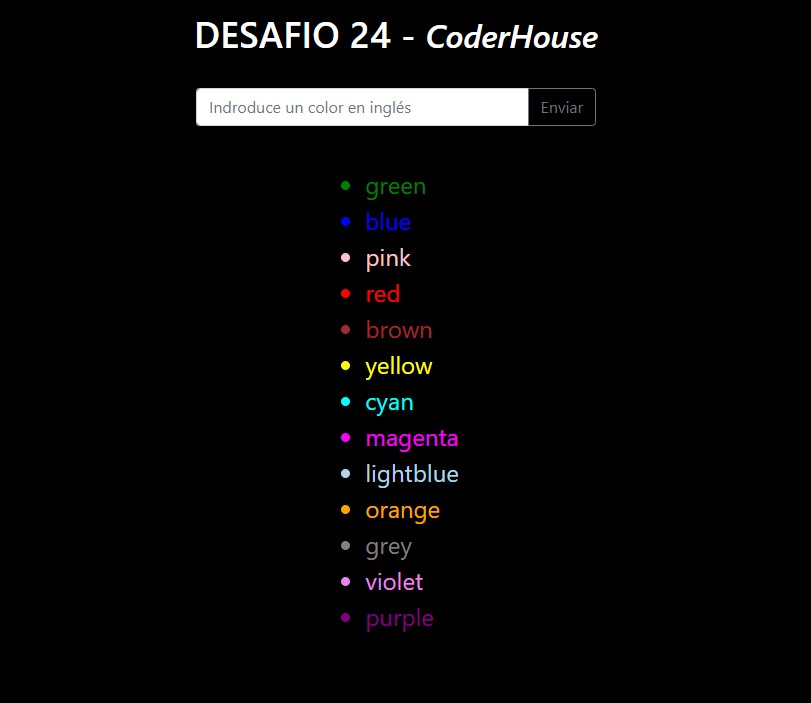 DESAFIO 24 - CoderHouse
Indroduce un color en inglés Enviar
green
blue
pink
red
brown
yellow
cyan
magenta
lightblue
orange
grey
violet
purple